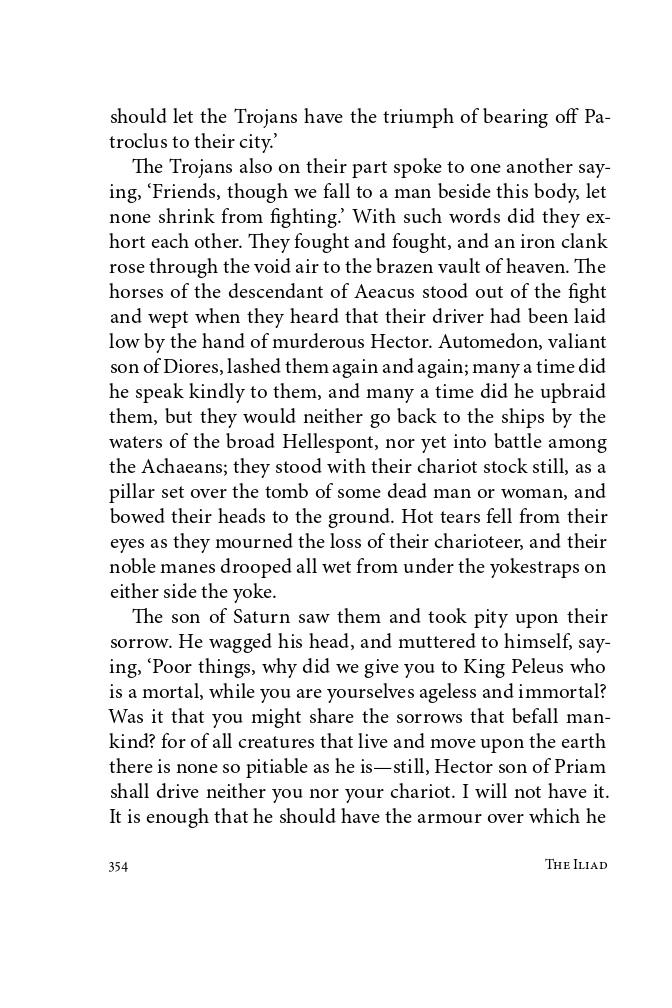 should let the Trojans have the triumph of bearing off Pa-
troclus to their city.’
The Trojans also on their part spoke to one another say-
ing, ‘Friends, though we fall to a man beside this body, let
none shrink from fighting.’ With such words did they ex-
hort each other. They fought and fought, and an iron clank
rose through the void air to the brazen vault of heaven. The
horses of the descendant of Aeacus stood out of the fight
and wept when they heard that their driver had been laid
low by the hand of murderous Hector. Automedon, valiant
son of Diores, lashed them again and again; many a time did
he speak kindly to them, and many a time did he upbraid
them, but they would neither go back to the ships by the
waters of the broad Hellespont, nor yet into battle among
the Achaeans; they stood with their chariot stock still, as a
pillar set over the tomb of some dead man or woman, and
bowed their heads to the ground. Hot tears fell from their
eyes as they mourned the loss of their charioteer, and their
noble manes drooped all wet from under the yokestraps on
either side the yoke.
The son of Saturn saw them and took pity upon their
sorrow. He wagged his head, and muttered to himself, say-
ing, ‘Poor things, why did we give you to King Peleus who
is a mortal, while you are yourselves ageless and immortal?
Was it that you might share the sorrows that befall man-
kind? for of all creatures that live and move upon the earth
there is none so pitiable as he is—still, Hector son of Priam
shall drive neither you nor your chariot. I will not have it.
It is enough that he should have the armour over which he
354 The Iliad